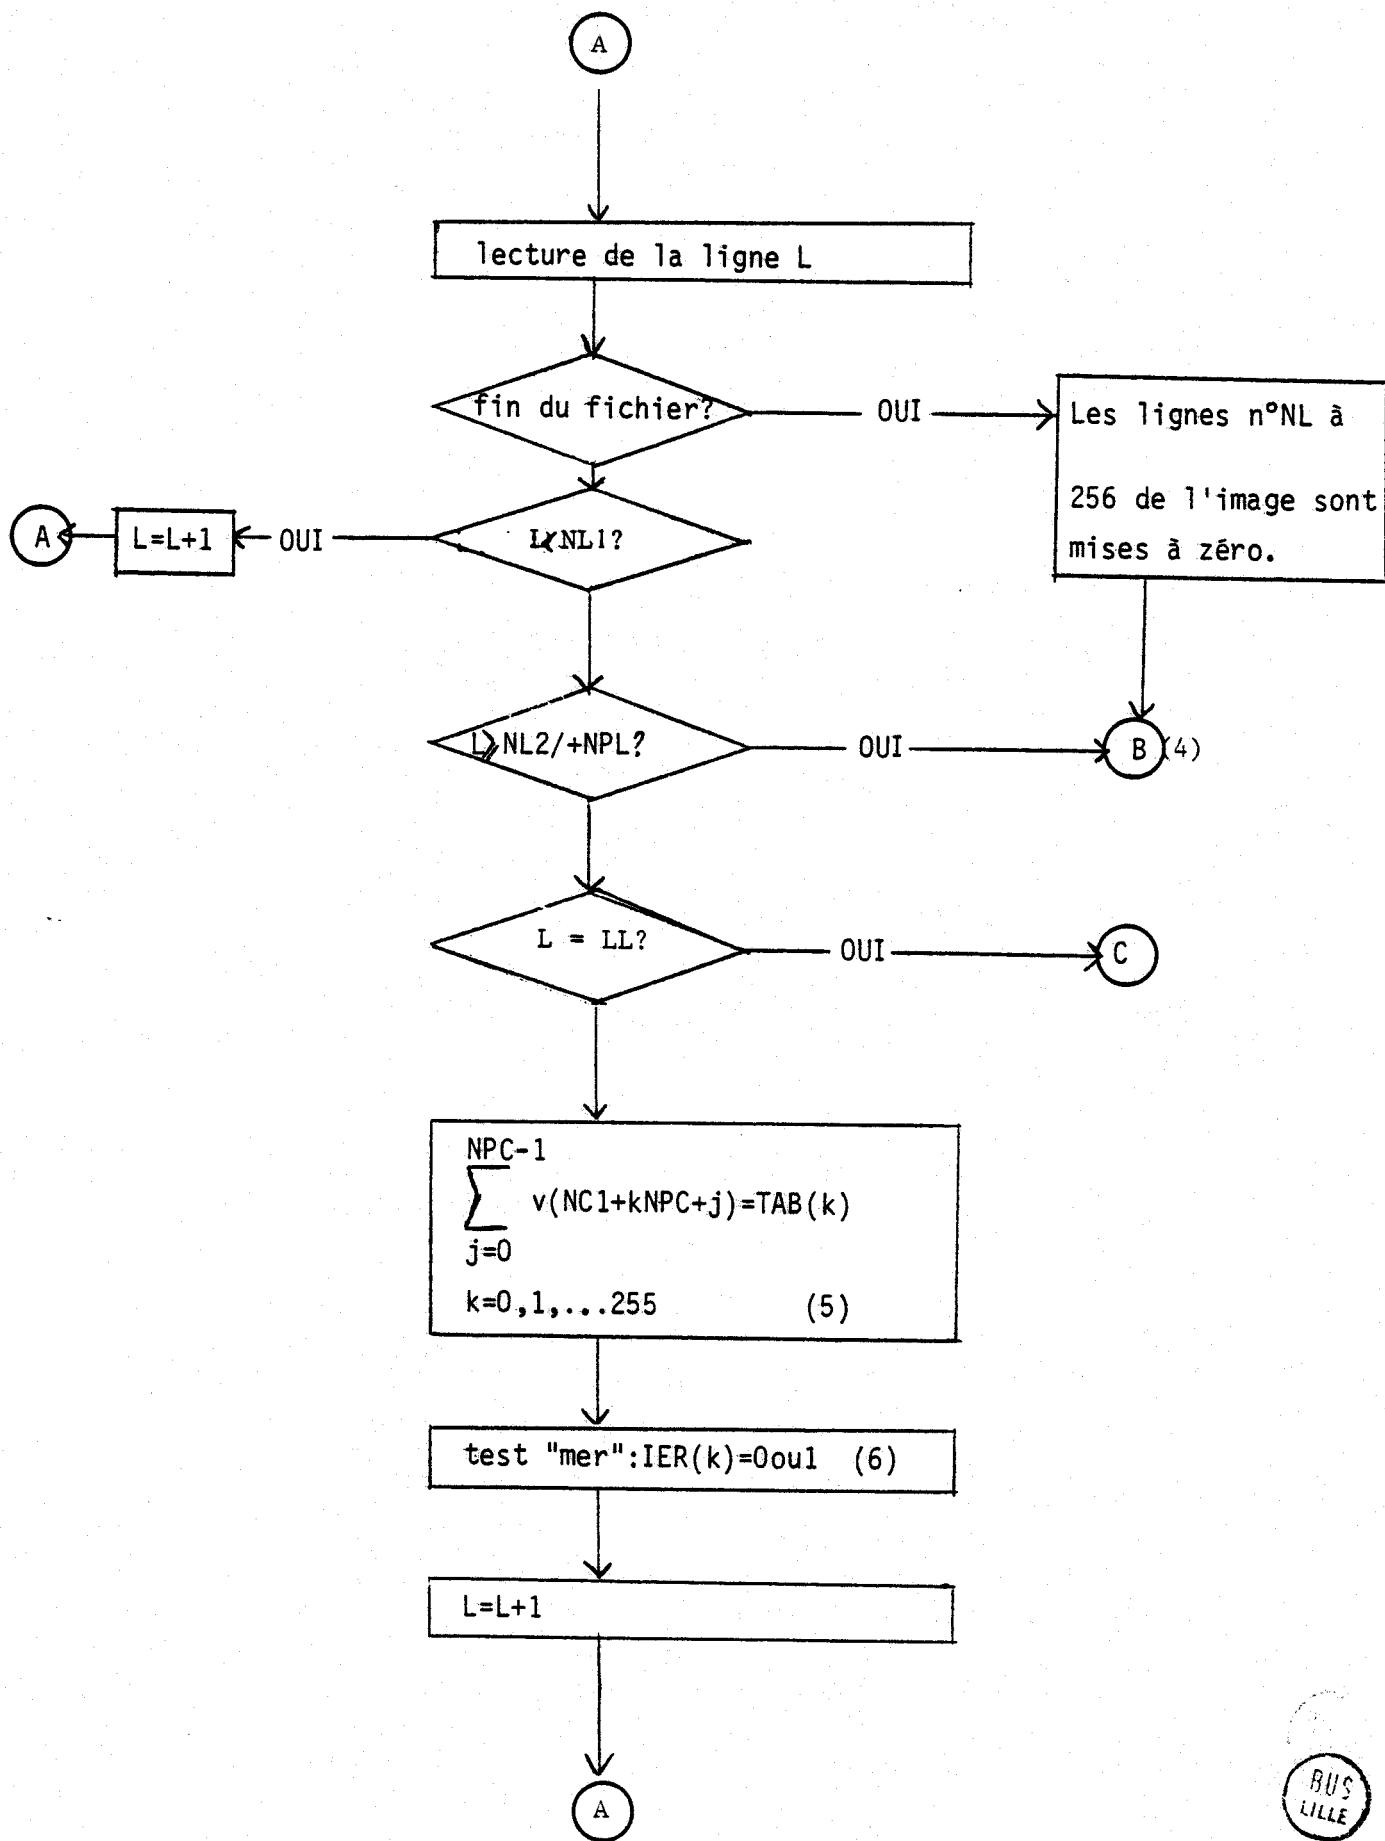 A
lecture de la ligne L
fin du fichier?
OUI
Les lignes n°NL à
256 de l'image sont
mises à zéro.
A
L=L+1
OUI
L<NL1?
L⩾NL2/+NPL?
OUI
B (4)
L = LL?
OUI
C
NPC-1
∑ v(NC1+kNPC+j)=TAB(k)
j=0
k=0,1,...255 (5)
test "mer":IER(k)=0ou1 (6)
L=L+1
A
BUS
LILLE